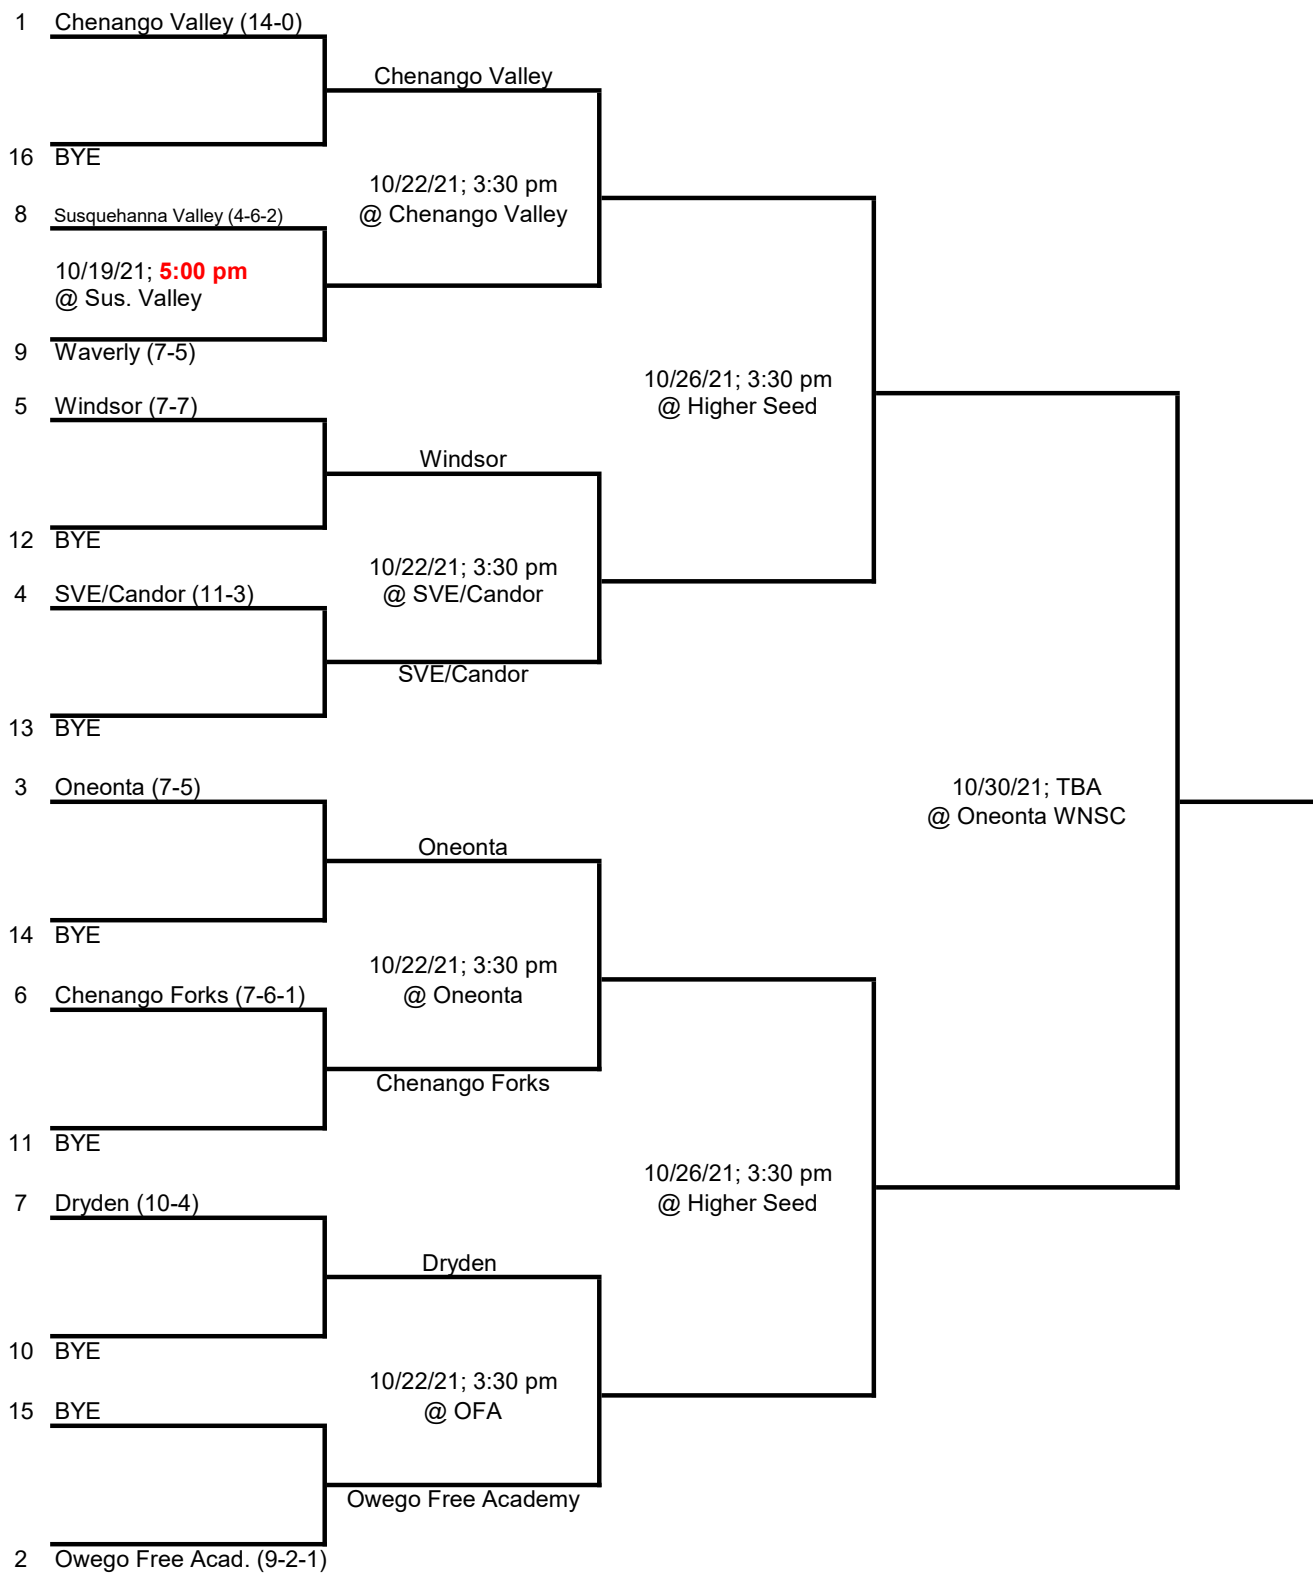 1 Chenango Valley (14-0)
Chenango Valley
16 BYE
10/22/21; 3:30 pm
@ Chenango Valley
8 Susquehanna Valley (4-6-2)
10/19/21; 5:00 pm
@ Sus. Valley
9 Waverly (7-5)
10/26/21; 3:30 pm
@ Higher Seed
5 Windsor (7-7)
Windsor
12 BYE
10/22/21; 3:30 pm
@ SVE/Candor
4 SVE/Candor (11-3)
SVE/Candor
13 BYE
3 Oneonta (7-5)
10/30/21; TBA
@ Oneonta WNSC
Oneonta
14 BYE
10/22/21; 3:30 pm
@ Oneonta
6 Chenango Forks (7-6-1)
Chenango Forks
11 BYE
10/26/21; 3:30 pm
@ Higher Seed
7 Dryden (10-4)
Dryden
10 BYE
10/22/21; 3:30 pm
@ OFA
15 BYE
Owego Free Academy
2 Owego Free Acad. (9-2-1)